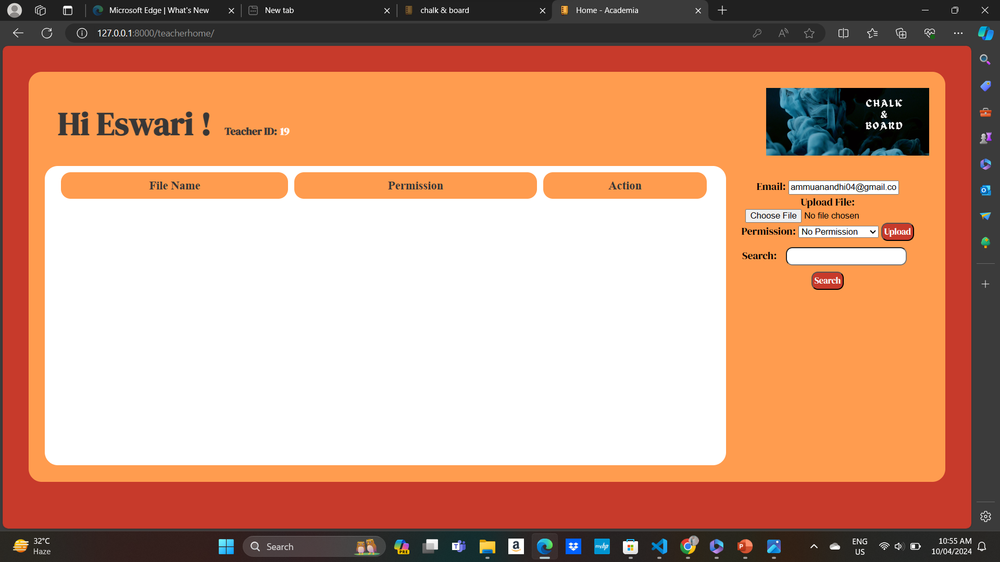 Microsoft Edge | What's New
New tab
chalk & board
Home - Academia
127.0.0.1:8000/teacherhome/
CHALK
&
BOARD
Hi Eswari !
Teacher ID: 19
File Name
Permission
Action
Email: ammuanandhi04@gmail.co
Upload File:
Choose File No file chosen
Permission: No Permission Upload
Search:
Search
32°C
Haze
Search
PRE
a
myhp
P
ENG
US
10:55 AM
10/04/2024